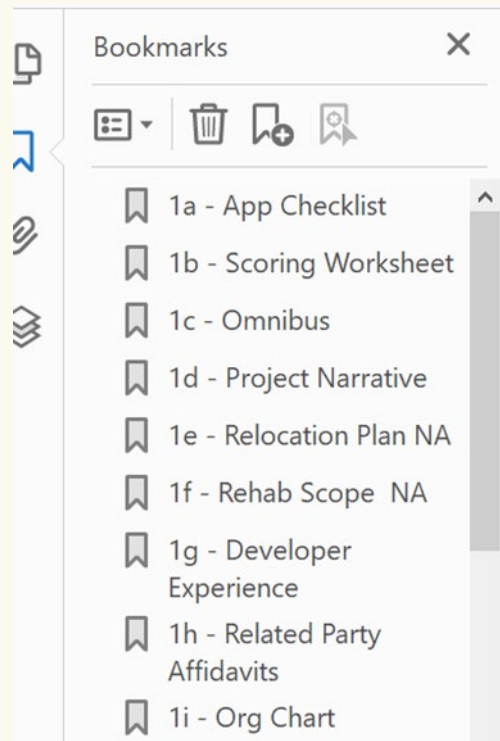 Bookmarks
1a - App Checklist
1b - Scoring Worksheet
1c - Omnibus
1d - Project Narrative
1e - Relocation Plan NA
1f - Rehab Scope  NA
1g - Developer
Experience
1h - Related Party
Affidavits
1i - Org Chart